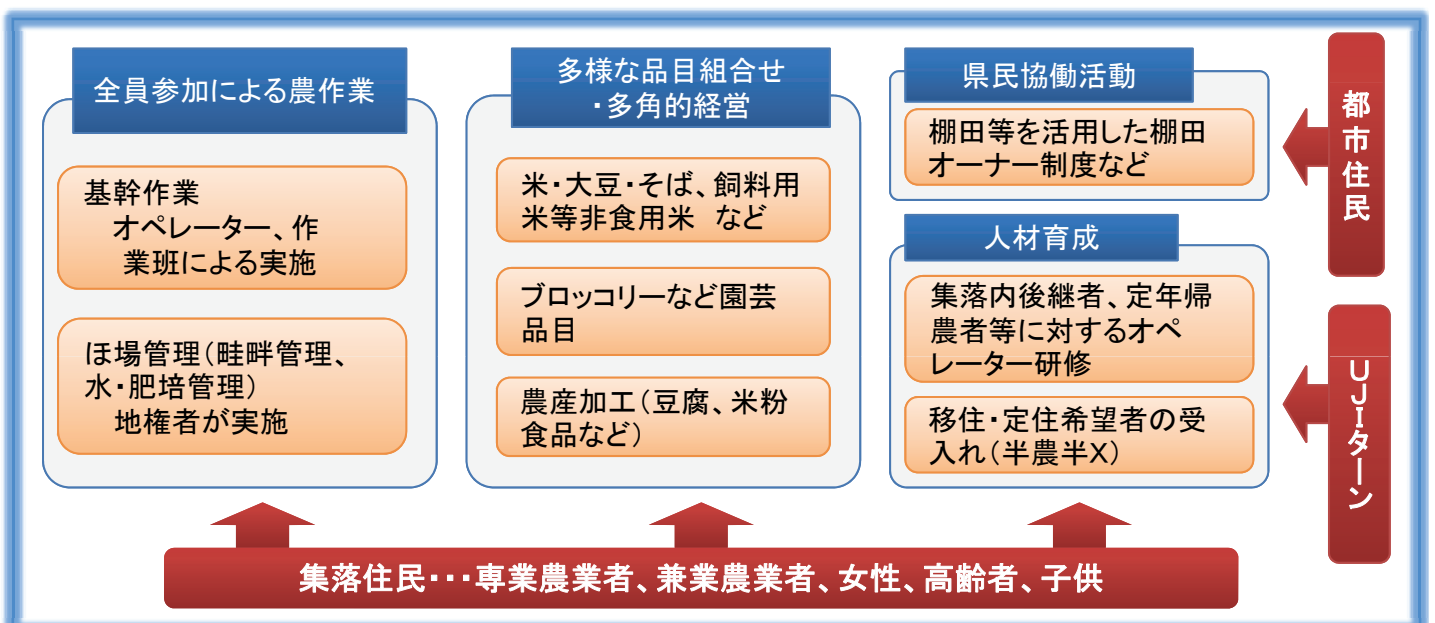 全員参加による農作業
基幹作業
オペレーター、作
業班による実施
ほ場管理(畦畔管理、
水・肥培管理)
地権者が実施
多様な品目組合せ
・多角的経営
米・大豆・そば、飼料用
米等非食用米　など
ブロッコリーなど園芸
品目
農産加工(豆腐、米粉
食品など)
県民協働活動
棚田等を活用した棚田
オーナー制度など
人材育成
集落内後継者、定年帰
農者等に対するオペ
レーター研修
移住・定住希望者の受
入れ(半農半X)
都市住民
UJIターン
集落住民・・・専業農業者、兼業農業者、女性、高齢者、子供